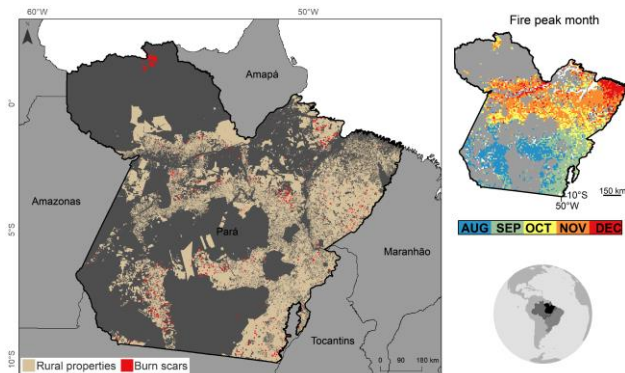 60°W
50°W
Fire peak month
N
Amapá
0°
Amazonas
5°S
Pará
Maranhão
Tocantins
10°S
Rural properties
Burn scars
0 90 180 km
150 km
10°S
50°W
AUG SEP OCT NOV DEC